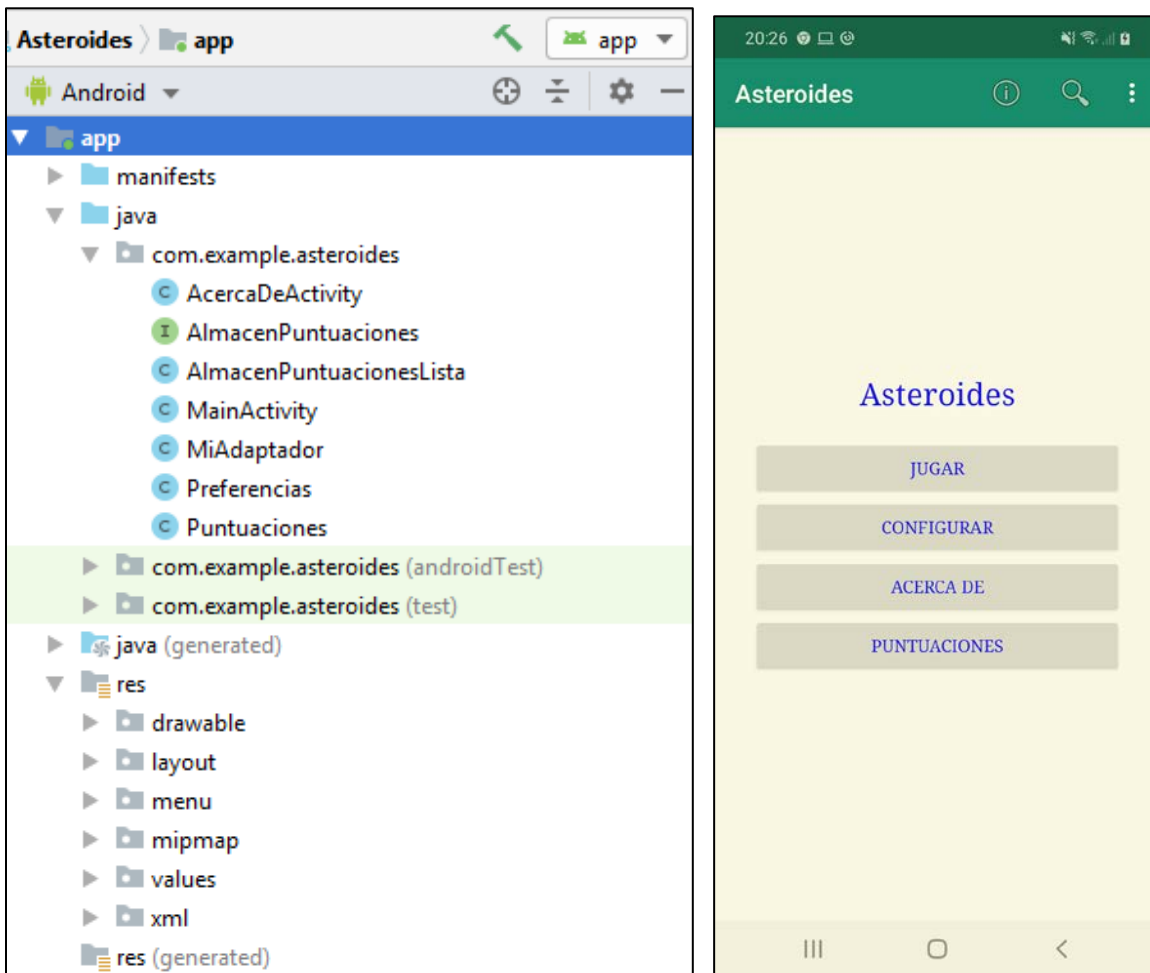 Asteroides app app
Android
app
manifests
java
com.example.asteroides
AcercaDeActivity
AlmacenPuntuaciones
AlmacenPuntuacionesLista
MainActivity
MiAdaptador
Preferencias
Puntuaciones
com.example.asteroides (androidTest)
com.example.asteroides (test)
java (generated)
res
drawable
layout
menu
mipmap
values
xml
res (generated)
20:26
Asteroides
Asteroides
JUGAR
CONFIGURAR
ACERCA DE
PUNTUACIONES